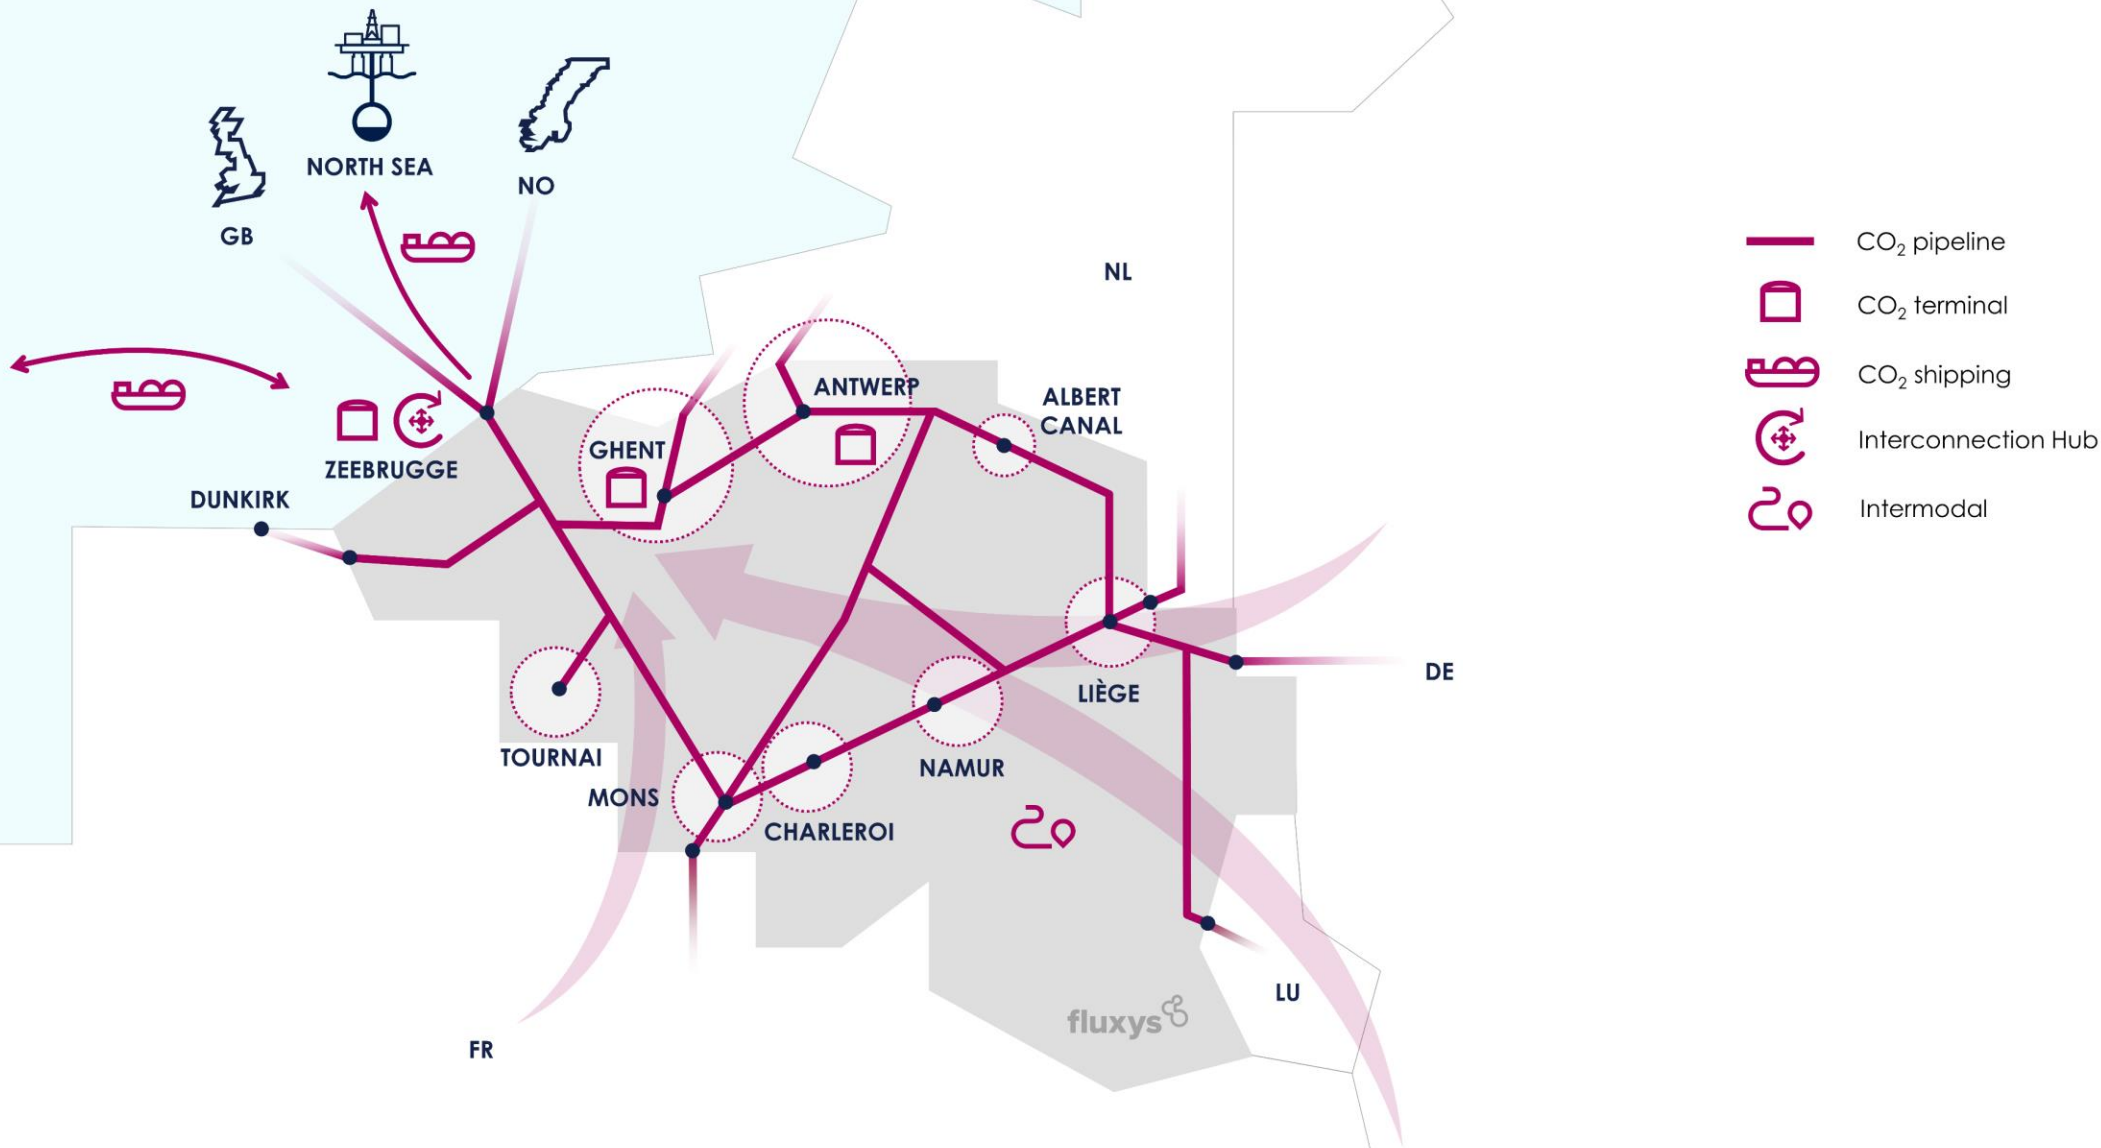 NORTH SEA
NO
GB
NL
ANTWERP
ALBERT
CANAL
GHENT
ZEEBRUGGE
DUNKIRK
DE
LIÈGE
TOURNAI
NAMUR
MONS
CHARLEROI
LU
fluxys
FR
CO₂ pipeline
CO₂ terminal
CO₂ shipping
Interconnection Hub
Intermodal